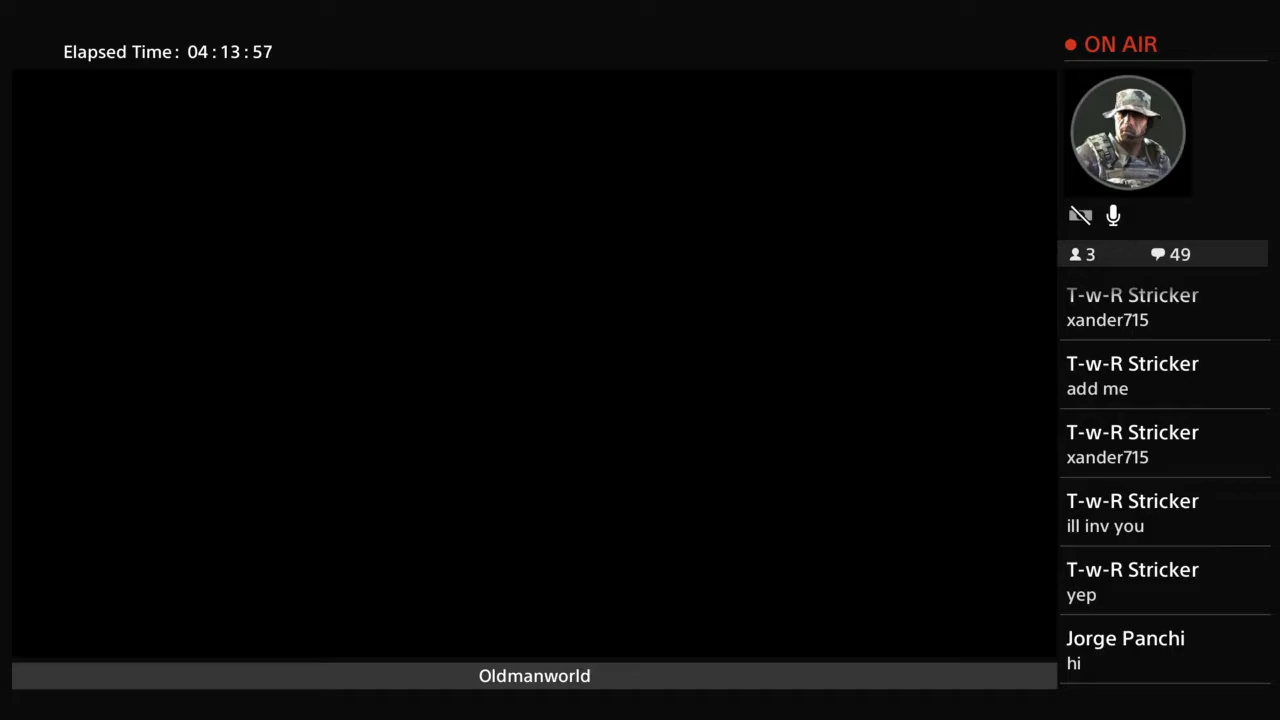 Elapsed Time: 04:13:57
ON AIR
3 49
T-w-R Stricker
xander715
T-w-R Stricker
add me
T-w-R Stricker
xander715
T-w-R Stricker
ill inv you
T-w-R Stricker
yep
Jorge Panchi
hi
Oldmanworld